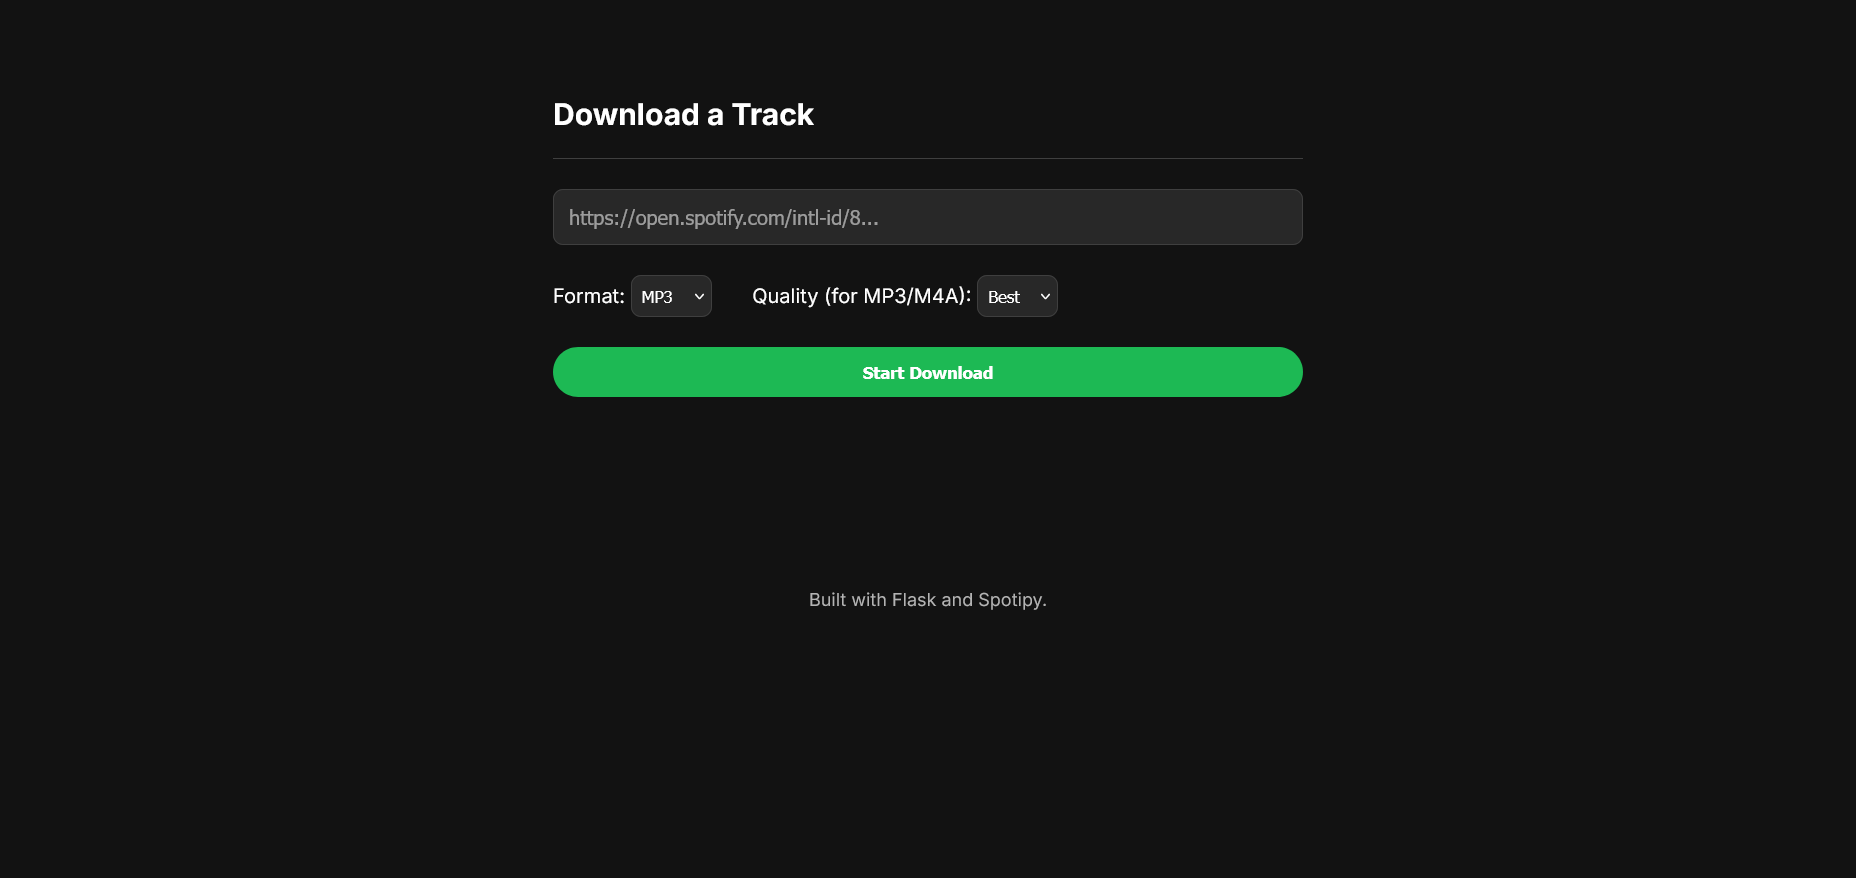 Download a Track
https://open.spotify.com/intl-id/8...
Format: MP3 Quality (for MP3/M4A): Best
Start Download
Built with Flask and Spotipy.